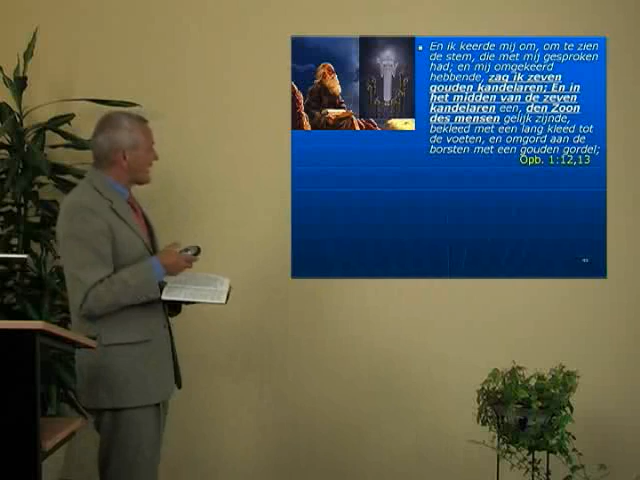 En ik keerde mij om, om te zien
de stem, die met mij gesproken
had; en mij omgekeerd
hebbende, zag ik zeven
gouden kandelaren; En in
het midden van de zeven
kandelaren een, den Zoon
des mensen gelijk zijnde,
bekleed met een lang kleed tot
de voeten, en omgord aan de
borsten met een gouden gordel;
Opb. 1:12,13